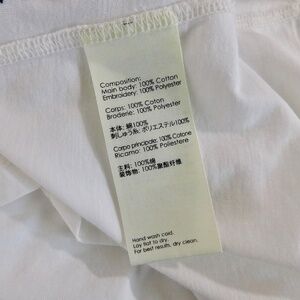 Composition:
Main body: 100% Cotton
Embroidery: 100% Polyester
Corps: 100% Coton
Broderie: 100% Polyester
本体: 綿100%
刺しゅう糸: ポリエステル100%
Corpo principale: 100% Cotone
Ricamo: 100% Poliestere
主料: 100%棉
装饰物: 100%聚酯纤维
Hand wash cold.
Lay flat to dry.
For best results, dry clean.